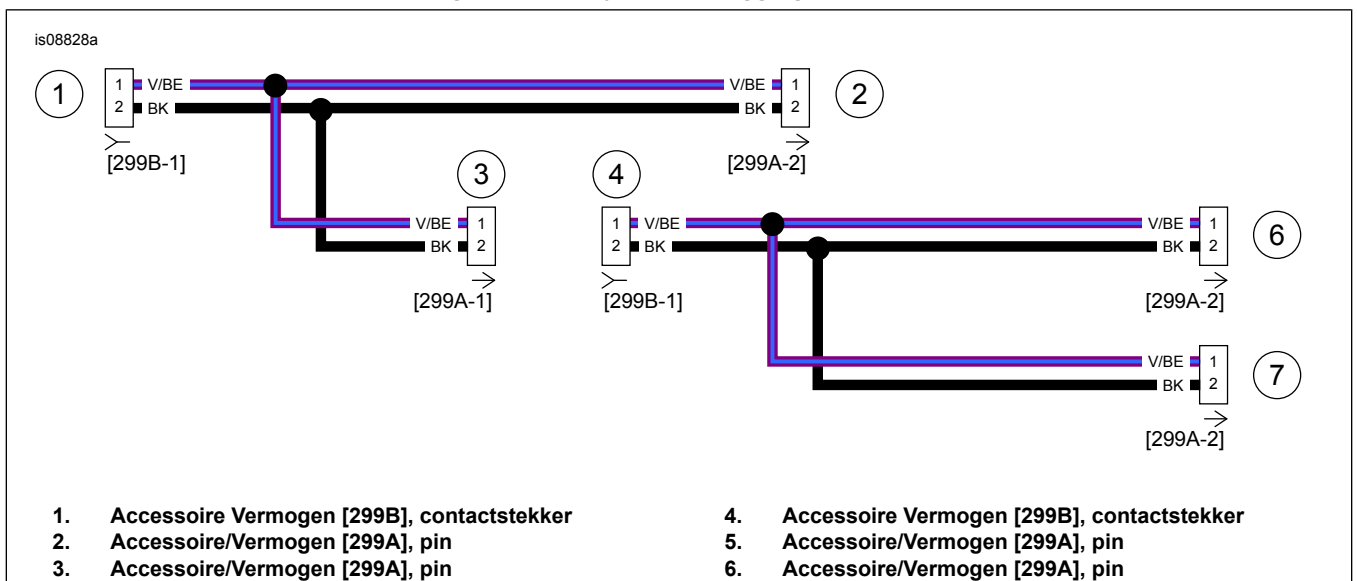 is08828a
1
1 V/BE
2 BK
[299B-1]
V/BE 1
BK 2
2
[299A-2]
3
V/BE 1
BK 2
[299A-1]
4
1 V/BE
2 BK
[299B-1]
V/BE 1
BK 2
6
[299A-2]
V/BE 1
BK 2
7
[299A-2]
1. Accessoire Vermogen [299B], contactstekker
2. Accessoire/Vermogen [299A], pin
3. Accessoire/Vermogen [299A], pin
4. Accessoire Vermogen [299B], contactstekker
5. Accessoire/Vermogen [299A], pin
6. Accessoire/Vermogen [299A], pin